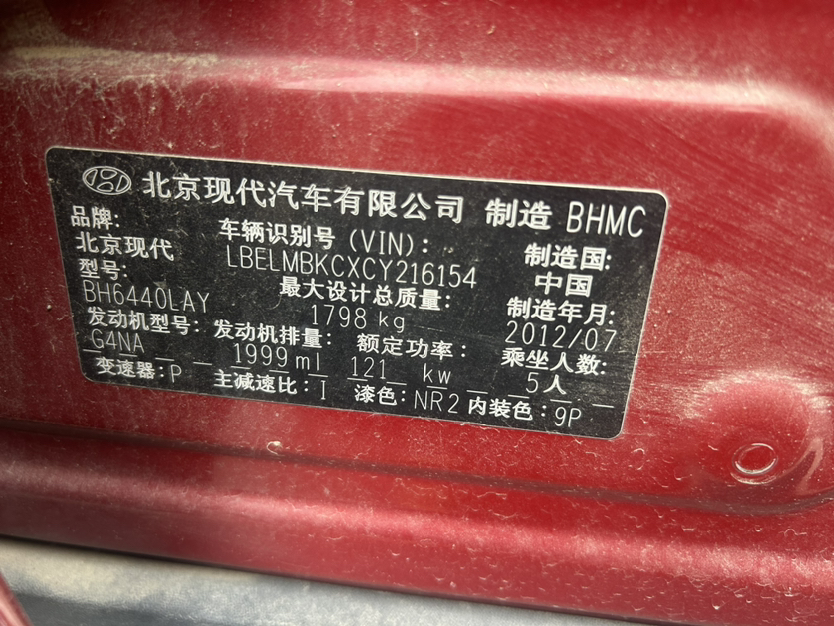 北京现代汽车有限公司 制造 BHMC
品牌: 车辆识别号 (VIN): 制造国:
北京现代 LBELMBKCXCY216154 中国
型号: 最大设计总质量: 制造年月:
BH6440LAY 1798 kg 2012/07
发动机型号: 发动机排量: 额定功率: 乘坐人数:
G4NA 1999 ml 121 kw 5人
变速器: P 主减速比: I 漆色: NR2 内装色: 9P